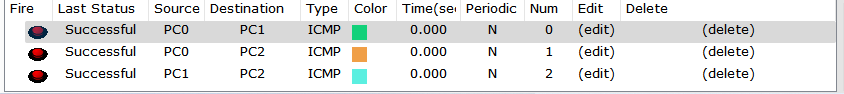 Fire Last Status Source Destination Type Color Time(sec Periodic Num Edit Delete
Successful PC0 PC1 ICMP 0.000 N 0 (edit) (delete)
Successful PC0 PC2 ICMP 0.000 N 1 (edit) (delete)
Successful PC1 PC2 ICMP 0.000 N 2 (edit) (delete)